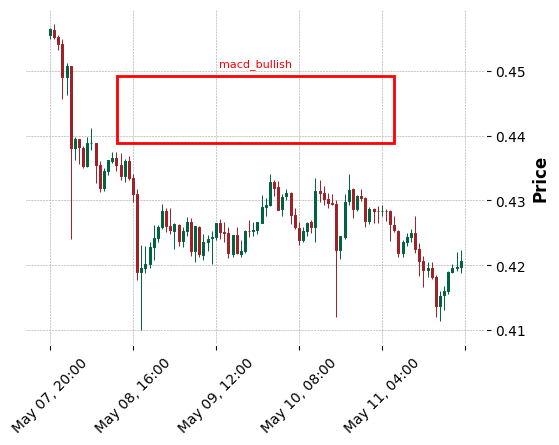 macd_bullish
0.45
0.44
0.43
0.42
0.41
Price
May 07, 20:00
May 08, 16:00
May 09, 12:00
May 10, 08:00
May 11, 04:00